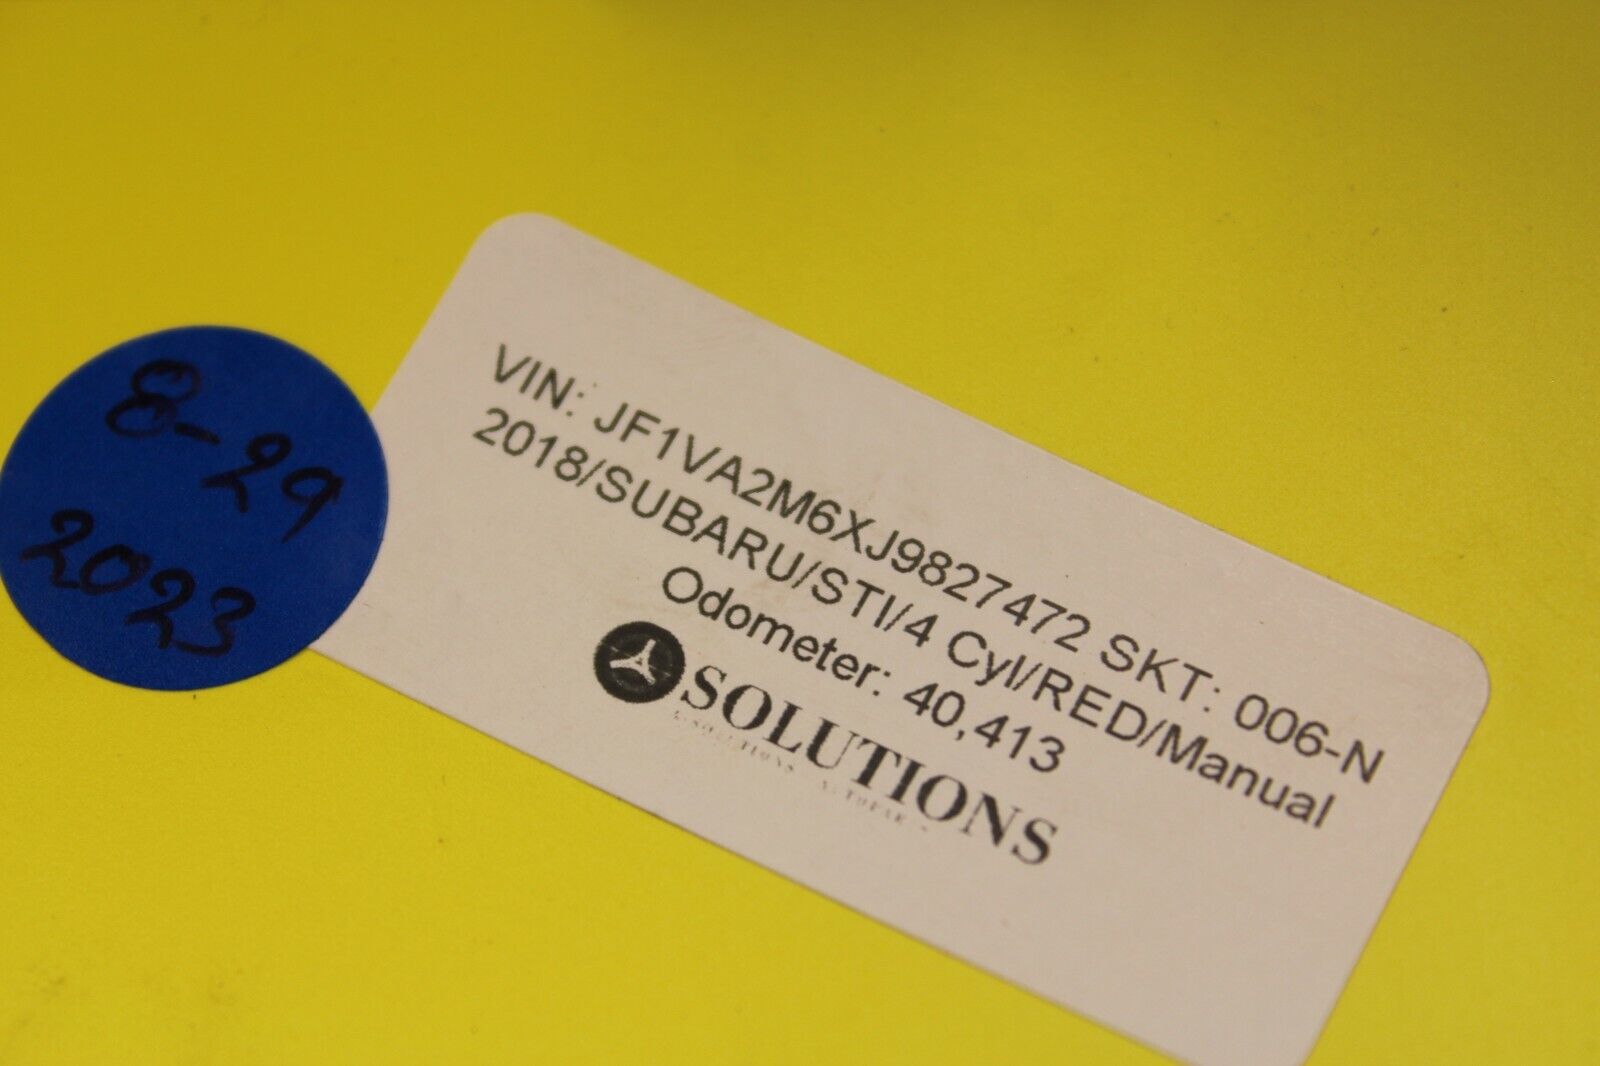 8-29
2023
VIN: JF1VA2M6XJ9827472 SKT: 006-N
2018/SUBARU/STI/4 Cyl/RED/Manual
Odometer: 40,413
SOLUTIONS